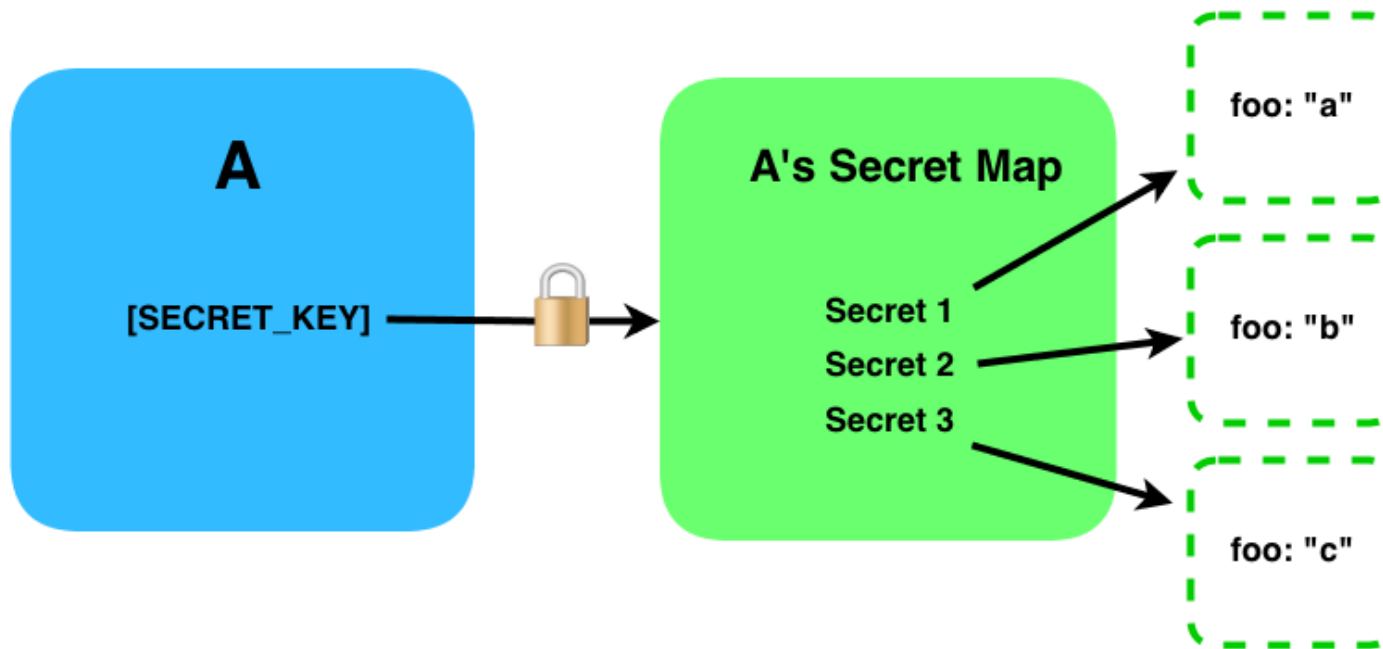 A
[SECRET_KEY]
A's Secret Map
Secret 1
Secret 2
Secret 3
foo: "a"
foo: "b"
foo: "c"